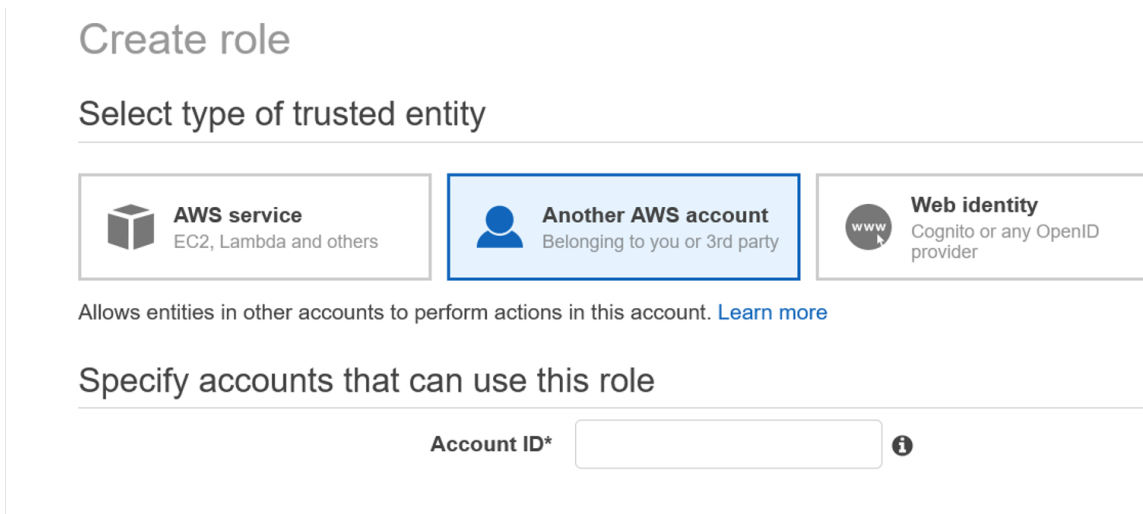 Create role
Select type of trusted entity
AWS service
EC2, Lambda and others
Another AWS account
Belonging to you or 3rd party
www
Web identity
Cognito or any OpenID
provider
Allows entities in other accounts to perform actions in this account. Learn more
Specify accounts that can use this role
Account ID*